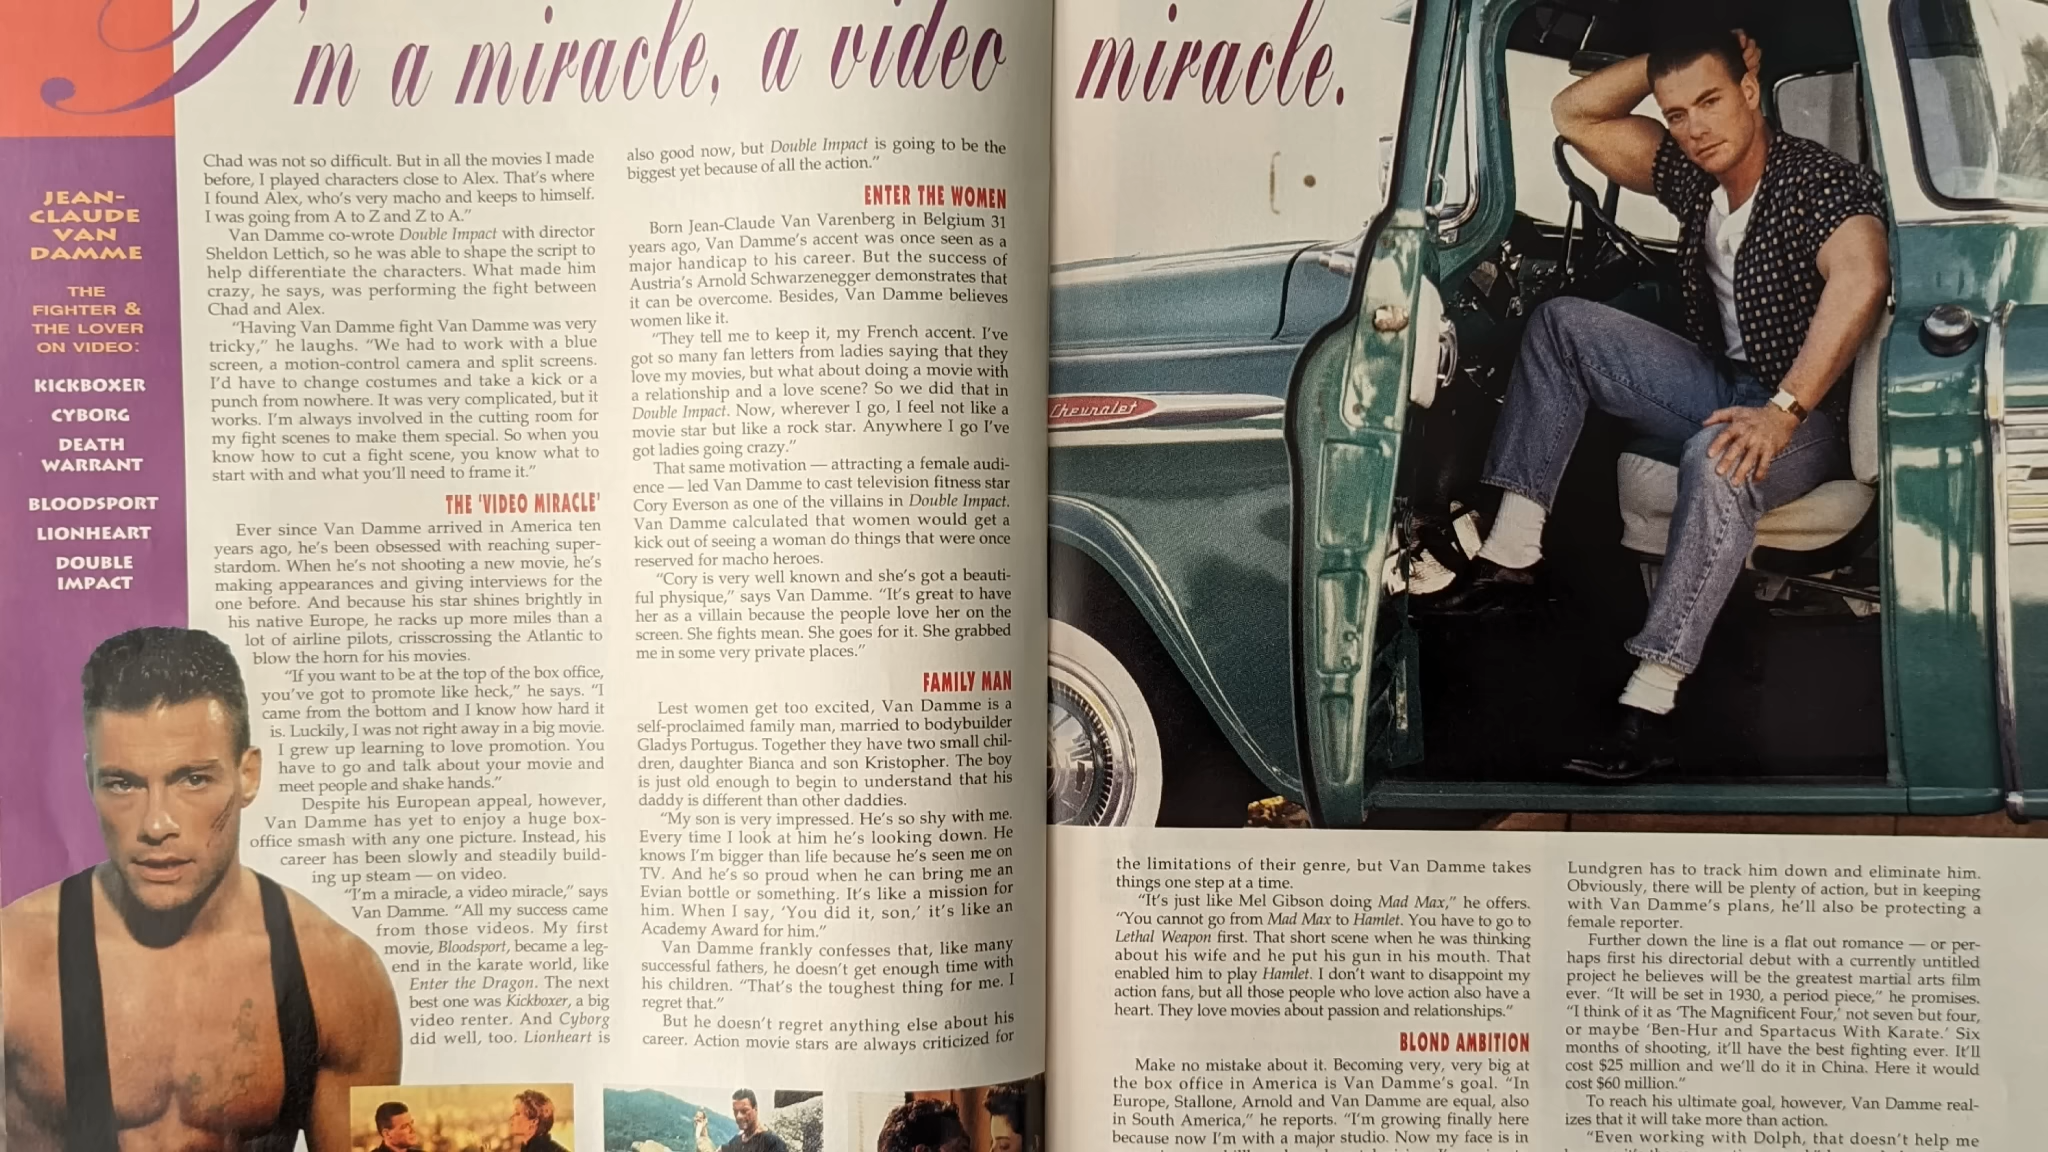 I'm a miracle, a video miracle.
JEAN-
CLAUDE
VAN
DAMME
THE
FIGHTER &
THE LOVER
ON VIDEO:
KICKBOXER
CYBORG
DEATH
WARRANT
BLOODSPORT
LIONHEART
DOUBLE
IMPACT
Chad was not so difficult. But in all the movies I made
before, I played characters close to Alex. That's where
I found Alex, who's very macho and keeps to himself.
I was going from A to Z and Z to A."
Van Damme co-wrote Double Impact with director
Sheldon Lettich, so he was able to shape the script to
help differentiate the characters. What made him
crazy, he says, was performing the fight between
Chad and Alex.
"Having Van Damme fight Van Damme was very
tricky," he laughs. "We had to work with a blue
screen, a motion-control camera and split screens.
I'd have to change costumes and take a kick or a
punch from nowhere. It was very complicated, but it
works. I'm always involved in the cutting room for
my fight scenes to make them special. So when you
know how to cut a fight scene, you know what to
start with and what you'll need to frame it."
THE 'VIDEO MIRACLE'
Ever since Van Damme arrived in America ten
years ago, he's been obsessed with reaching super-
stardom. When he's not shooting a new movie, he's
making appearances and giving interviews for the
one before. And because his star shines brightly in
his native Europe, he racks up more miles than a
lot of airline pilots, crisscrossing the Atlantic to
blow the horn for his movies.
"If you want to be at the top of the box office,
you've got to promote like heck," he says. "I
came from the bottom and I know how hard it
is. Luckily, I was not right away in a big movie.
I grew up learning to love promotion. You
have to go and talk about your movie and
meet people and shake hands."
Despite his European appeal, however,
Van Damme has yet to enjoy a huge box-
office smash with any one picture. Instead, his
career has been slowly and steadily build-
ing up steam — on video.
"I'm a miracle, a video miracle," says
Van Damme. "All my success came
from those videos. My first
movie, Bloodsport, became a leg-
end in the karate world, like
Enter the Dragon. The next
best one was Kickboxer, a big
video renter. And Cyborg
did well, too. Lionheart is
also good now, but Double Impact is going to be the
biggest yet because of all the action."
ENTER THE WOMEN
Born Jean-Claude Van Varenberg in Belgium 31
years ago, Van Damme's accent was once seen as a
major handicap to his career. But the success of
Austria's Arnold Schwarzenegger demonstrates that
it can be overcome. Besides, Van Damme believes
women like it.
"They tell me to keep it, my French accent. I've
got so many fan letters from ladies saying that they
love my movies, but what about doing a movie with
a relationship and a love scene? So we did that in
Double Impact. Now, wherever I go, I feel not like a
movie star but like a rock star. Anywhere I go I've
got ladies going crazy."
That same motivation — attracting a female audi-
ence — led Van Damme to cast television fitness star
Cory Everson as one of the villains in Double Impact.
Van Damme calculated that women would get a
kick out of seeing a woman do things that were once
reserved for macho heroes.
"Cory is very well known and she's got a beauti-
ful physique," says Van Damme. "It's great to have
her as a villain because the people love her on the
screen. She fights mean. She goes for it. She grabbed
me in some very private places."
FAMILY MAN
Lest women get too excited, Van Damme is a
self-proclaimed family man, married to bodybuilder
Gladys Portugus. Together they have two small chil-
dren, daughter Bianca and son Kristopher. The boy
is just old enough to begin to understand that his
daddy is different than other daddies.
"My son is very impressed. He's so shy with me.
Every time I look at him he's looking down. He
knows I'm bigger than life because he's seen me on
TV. And he's so proud when he can bring me an
Evian bottle or something. It's like a mission for
him. When I say, 'You did it, son,' it's like an
Academy Award for him."
Van Damme frankly confesses that, like many
successful fathers, he doesn't get enough time with
his children. "That's the toughest thing for me. I
regret that."
But he doesn't regret anything else about his
career. Action movie stars are always criticized for
Chevrolet
the limitations of their genre, but Van Damme takes
things one step at a time.
"It's just like Mel Gibson doing Mad Max," he offers.
"You cannot go from Mad Max to Hamlet. You have to go to
Lethal Weapon first. That short scene when he was thinking
about his wife and he put his gun in his mouth. That
enabled him to play Hamlet. I don't want to disappoint my
action fans, but all those people who love action also have a
heart. They love movies about passion and relationships."
BLOND AMBITION
Make no mistake about it. Becoming very, very big at
the box office in America is Van Damme's goal. "In
Europe, Stallone, Arnold and Van Damme are equal, also
in South America," he reports. "I'm growing finally here
because now I'm with a major studio. Now my face is in
Lundgren has to track him down and eliminate him.
Obviously, there will be plenty of action, but in keeping
with Van Damme's plans, he'll also be protecting a
female reporter.
Further down the line is a flat out romance — or per-
haps first his directorial debut with a currently untitled
project he believes will be the greatest martial arts film
ever. "It will be set in 1930, a period piece," he promises.
"I think of it as 'The Magnificent Four,' not seven but four,
or maybe 'Ben-Hur and Spartacus With Karate.' Six
months of shooting, it'll have the best fighting ever. It'll
cost $25 million and we'll do it in China. Here it would
cost $60 million."
To reach his ultimate goal, however, Van Damme real-
izes that it will take more than action.
"Even working with Dolph, that doesn't help me